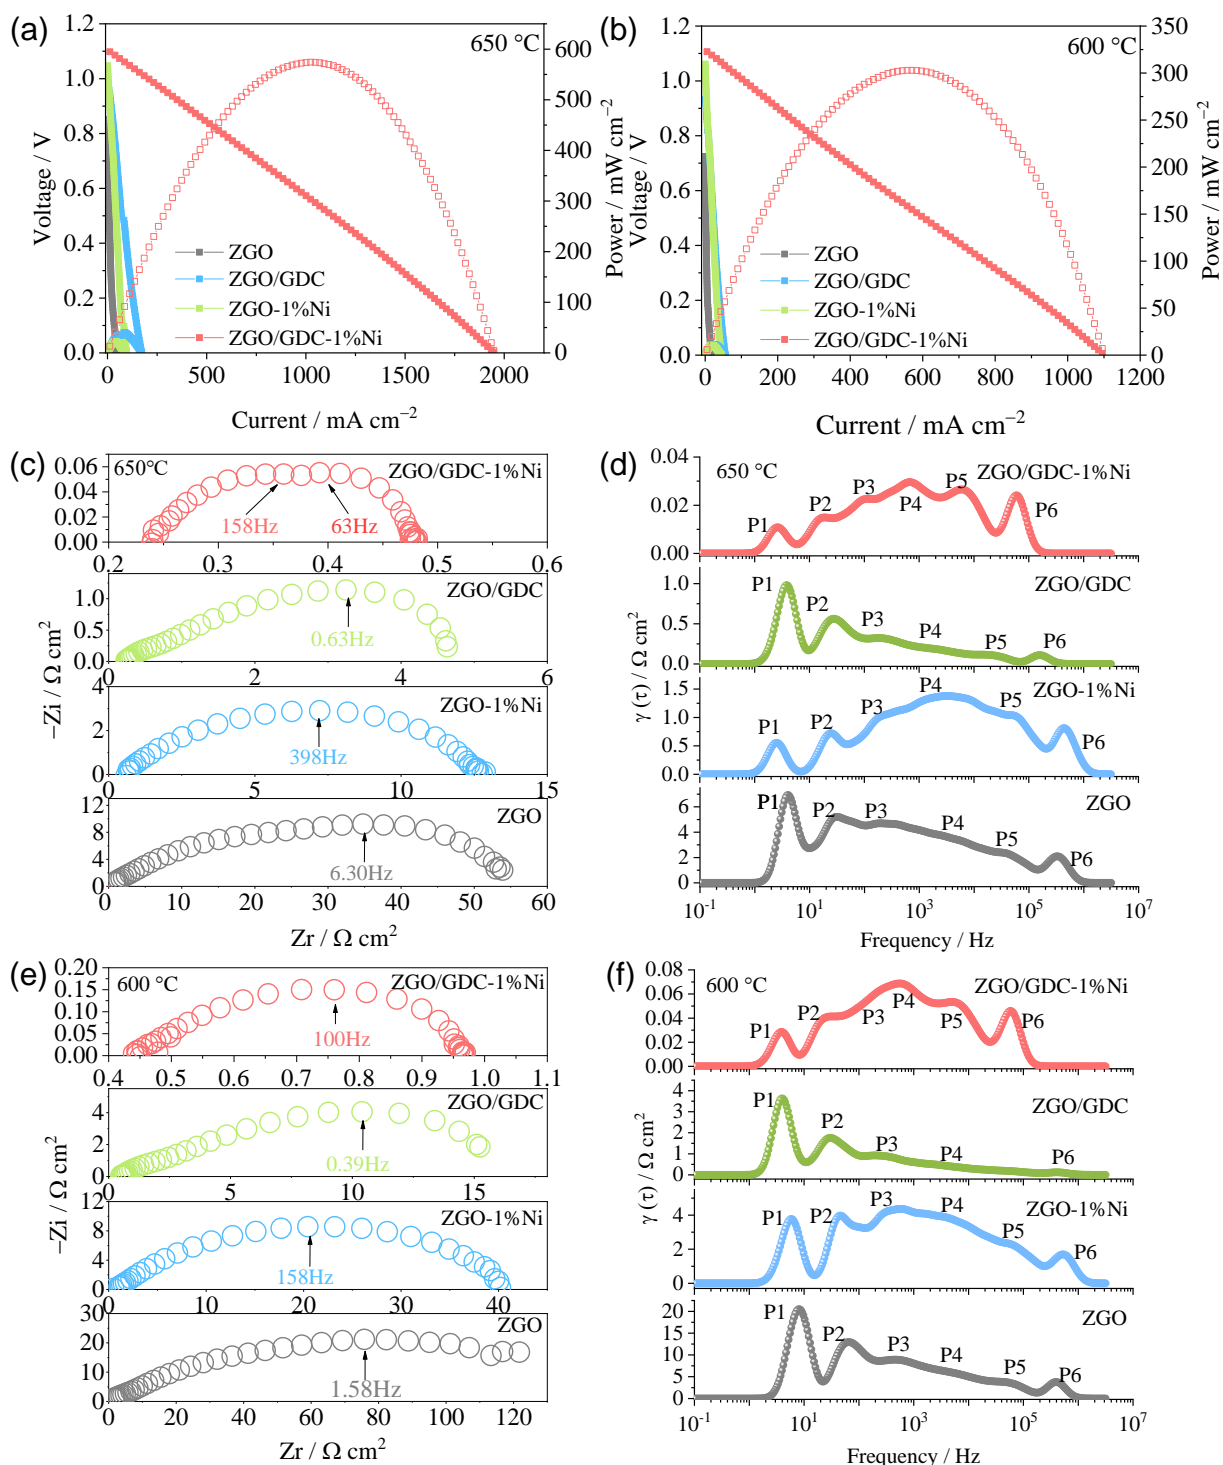 (a)
650 °C
1.2
1.0
0.8
0.6
0.4
0.2
0.0
Voltage / V
600
500
400
300
200
100
0
Power / mW cm−2
ZGO
ZGO/GDC
ZGO-1%Ni
ZGO/GDC-1%Ni
0 500 1000 1500 2000
Current / mA cm−2
(b)
600 °C
1.2
1.0
0.8
0.6
0.4
0.2
0.0
Voltage / V
350
300
250
200
150
100
50
0
Power / mW cm−2
ZGO
ZGO/GDC
ZGO-1%Ni
ZGO/GDC-1%Ni
0 200 400 600 800 1000 1200
Current / mA cm−2
(c)
650°C
ZGO/GDC-1%Ni
0.06
0.04
0.02
0.00
158Hz
63Hz
0.2 0.3 0.4 0.5 0.6
ZGO/GDC
1.0
0.5
0.0
0.63Hz
0 2 4 6
ZGO-1%Ni
4
2
0
398Hz
0 5 10 15
ZGO
12
8
4
0
6.30Hz
0 10 20 30 40 50 60
−Zi / Ω cm2
Zr / Ω cm2
(d)
650 °C
ZGO/GDC-1%Ni
0.04
0.02
0.00
P1 P2 P3 P4 P5 P6
ZGO/GDC
1.0
0.5
0.0
P1 P2 P3 P4 P5 P6
ZGO-1%Ni
1.5
1.0
0.5
0.0
P1 P2 P3 P4 P5 P6
ZGO
6
4
2
0
P1 P2 P3 P4 P5 P6
10−1 101 103 105 107
γ (τ) / Ω cm2
Frequency / Hz
(e)
600 °C
ZGO/GDC-1%Ni
0.20
0.15
0.10
0.05
0.00
100Hz
0.4 0.5 0.6 0.7 0.8 0.9 1.0 1.1
ZGO/GDC
4
2
0
0.39Hz
0 5 10 15
ZGO-1%Ni
12
8
4
0
158Hz
0 10 20 30 40
ZGO
30
20
10
0
1.58Hz
0 20 40 60 80 100 120
−Zi / Ω cm2
Zr / Ω cm2
(f)
600 °C
ZGO/GDC-1%Ni
0.08
0.06
0.04
0.02
0.00
P1 P2 P3 P4 P5 P6
ZGO/GDC
4
3
2
1
0
P1 P2 P3 P4 P6
ZGO-1%Ni
4
2
0
P1 P2 P3 P4 P5 P6
ZGO
20
15
10
5
0
P1 P2 P3 P4 P5 P6
10−1 101 103 105 107
γ (τ) / Ω cm2
Frequency / Hz